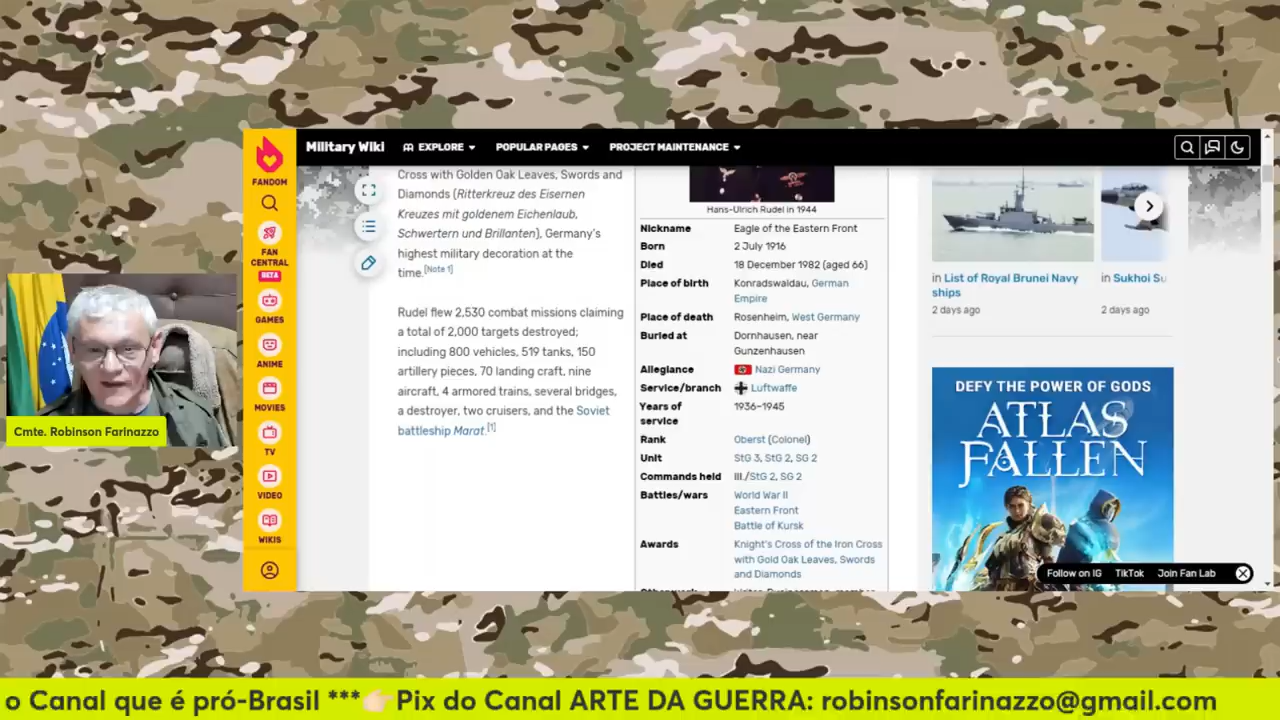 Military Wiki
EXPLORE
POPULAR PAGES
PROJECT MAINTENANCE
FANDOM
FAN
CENTRAL
BETA
GAMES
ANIME
MOVIES
TV
VIDEO
WIKIS
Cross with Golden Oak Leaves, Swords and
Diamonds (Ritterkreuz des Eisernen
Kreuzes mit goldenem Eichenlaub,
Schwertern und Brillanten), Germany's
highest military decoration at the
time.[Note 1]
Rudel flew 2,530 combat missions claiming
a total of 2,000 targets destroyed;
including 800 vehicles, 519 tanks, 150
artillery pieces, 70 landing craft, nine
aircraft, 4 armored trains, several bridges,
a destroyer, two cruisers, and the Soviet
battleship Marat.[1]
Hans-Ulrich Rudel in 1944
Nickname Eagle of the Eastern Front
Born 2 July 1916
Died 18 December 1982 (aged 66)
Place of birth Konradswaldau, German
Empire
Place of death Rosenheim, West Germany
Buried at Dornhausen, near
Gunzenhausen
Allegiance Nazi Germany
Service/branch Luftwaffe
Years of 1936–1945
service
Rank Oberst (Colonel)
Unit StG 3, StG 2, SG 2
Commands held III./StG 2, SG 2
Battles/wars World War II
Eastern Front
Battle of Kursk
Awards Knight's Cross of the Iron Cross
with Gold Oak Leaves, Swords
and Diamonds
in List of Royal Brunei Navy
ships
2 days ago
in Sukhoi Su
2 days ago
DEFY THE POWER OF GODS
ATLAS
FALLEN
Follow on IG TikTok Join Fan Lab
Cmte. Robinson Farinazzo
o Canal que é pró-Brasil ***👉🏻Pix do Canal ARTE DA GUERRA: robinsonfarinazzo@gmail.com